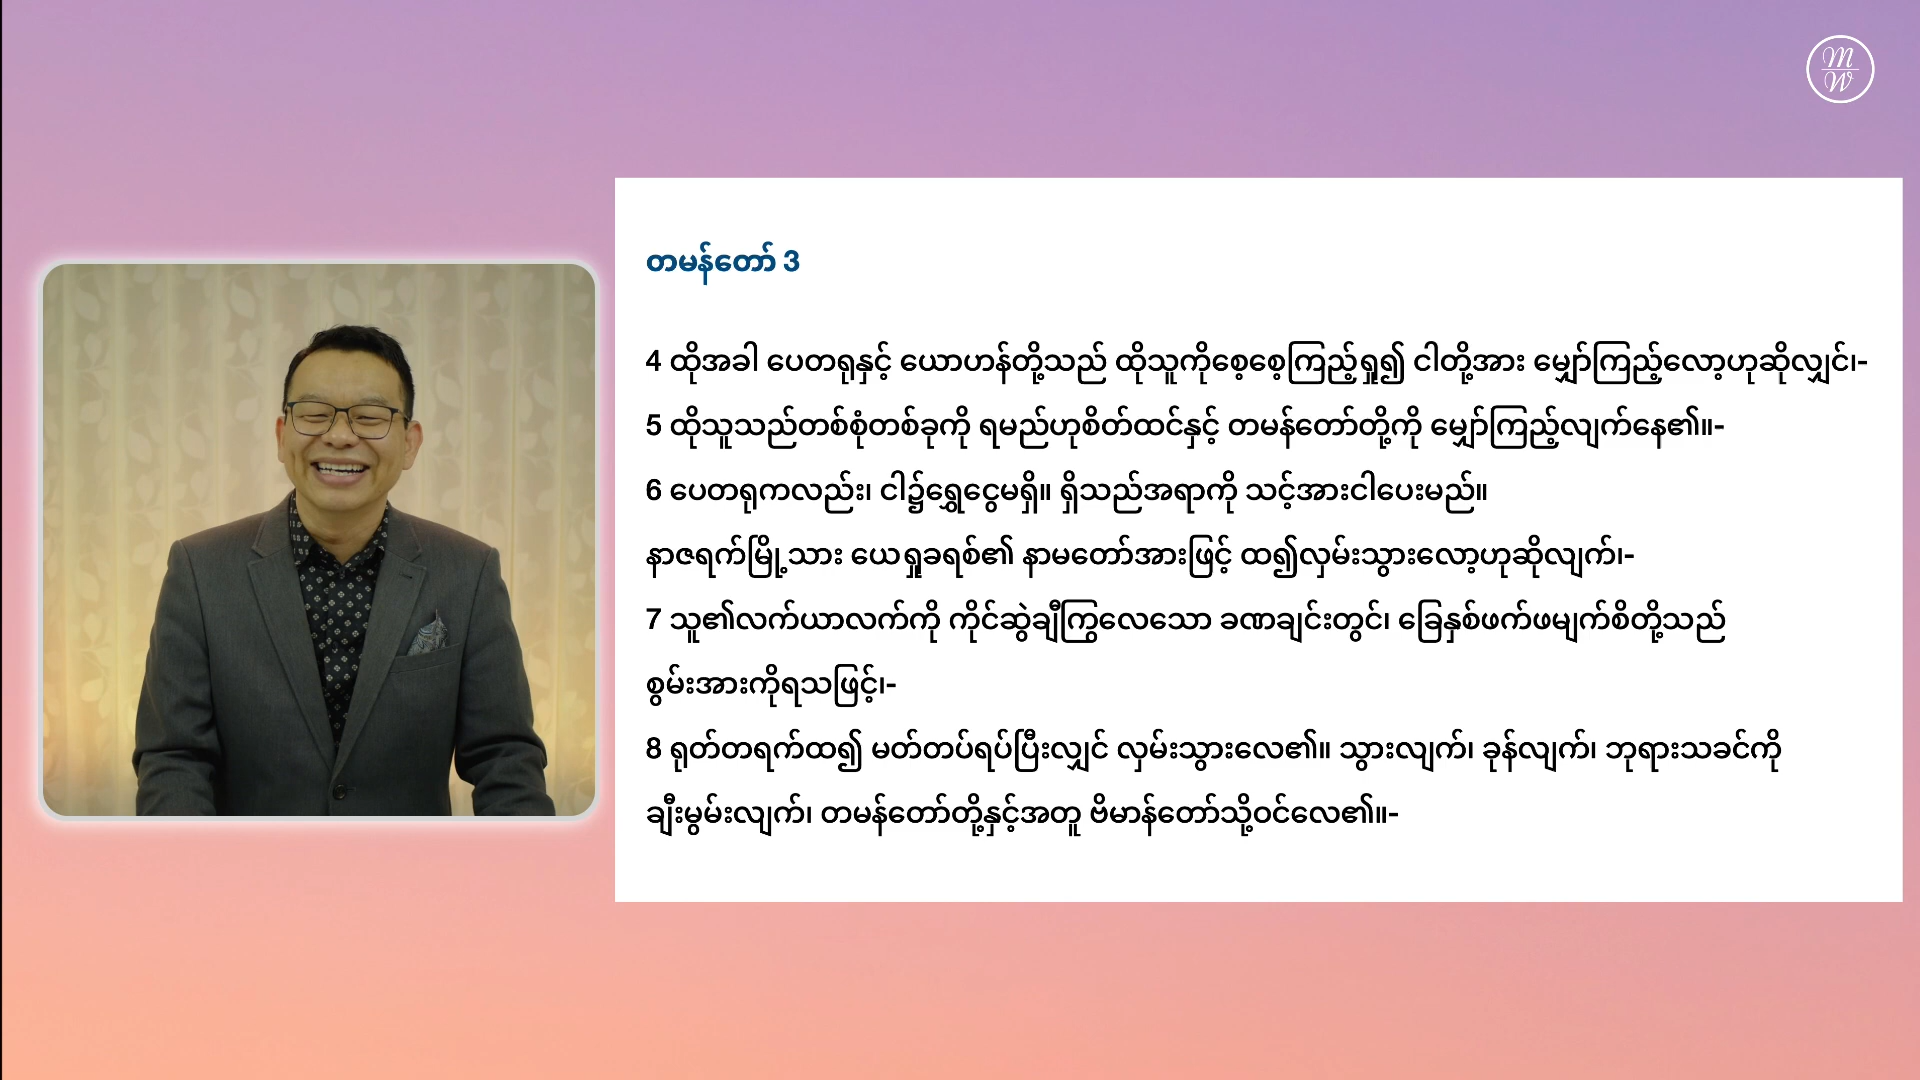 M
W
တမန်တော် 3
4 ထိုအခါ ပေတရုနှင့် ယောဟန်တို့သည် ထိုသူကိုစေ့စေ့ကြည့်ရှု၍ ငါတို့အား မျှော်ကြည့်လော့ဟုဆိုလျှင်၊-
5 ထိုသူသည်တစ်စုံတစ်ခုကို ရမည်ဟုစိတ်ထင်နှင့် တမန်တော်တို့ကို မျှော်ကြည့်လျက်နေ၏။-
6 ပေတရုကလည်း၊ ငါ၌ရွှေငွေမရှိ။ ရှိသည်အရာကို သင့်အားငါပေးမည်။
နာဇရက်မြို့သား ယေရှုခရစ်၏ နာမတော်အားဖြင့် ထ၍လှမ်းသွားလော့ဟုဆိုလျက်၊-
7 သူ၏လက်ယာလက်ကို ကိုင်ဆွဲချီကြွလေသော ခဏချင်းတွင်၊ ခြေနှစ်ဖက်ဖမျက်စိတို့သည်
စွမ်းအားကိုရသဖြင့်၊-
8 ရုတ်တရက်ထ၍ မတ်တပ်ရပ်ပြီးလျှင် လှမ်းသွားလေ၏။ သွားလျက်၊ ခုန်လျက်၊ ဘုရားသခင်ကို
ချီးမွမ်းလျက်၊ တမန်တော်တို့နှင့်အတူ ဗိမာန်တော်သို့ဝင်လေ၏။-